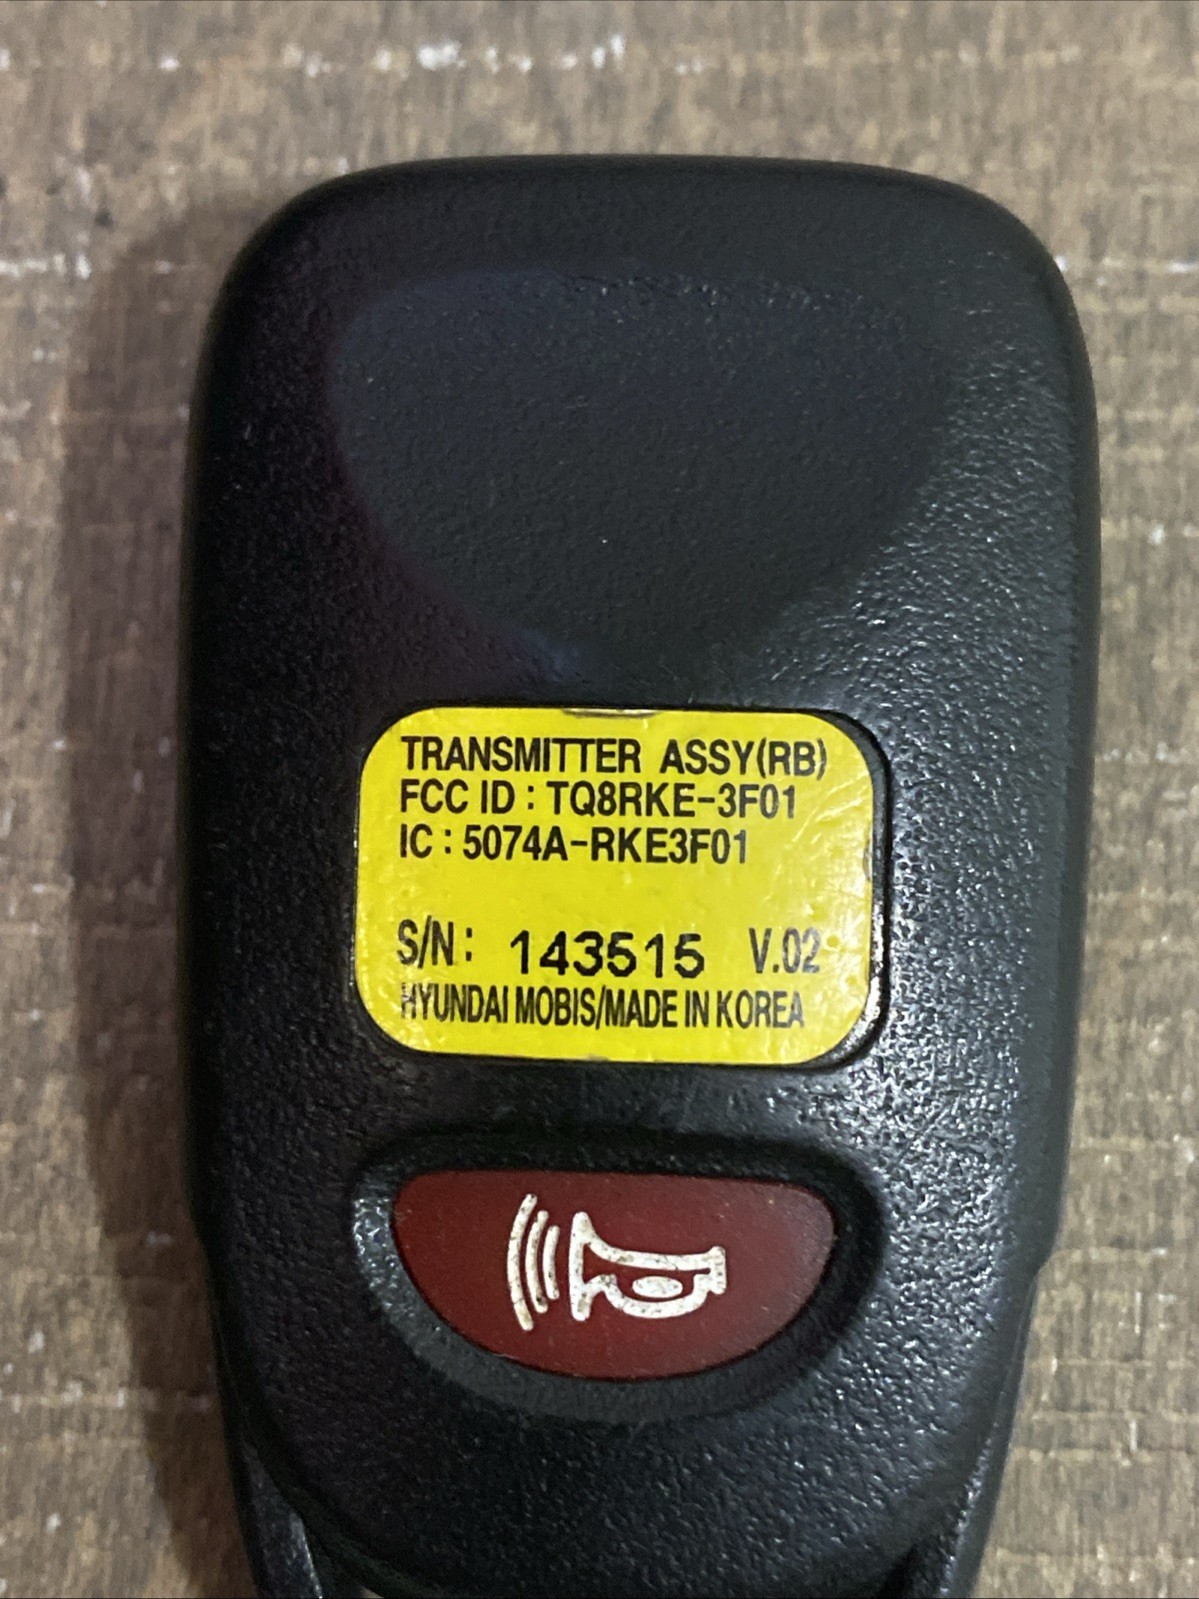 TRANSMITTER ASSY(RB)
FCC ID : TQ8RKE-3F01
IC : 5074A-RKE3F01
S/N: 143515 V.02
HYUNDAI MOBIS/MADE IN KOREA